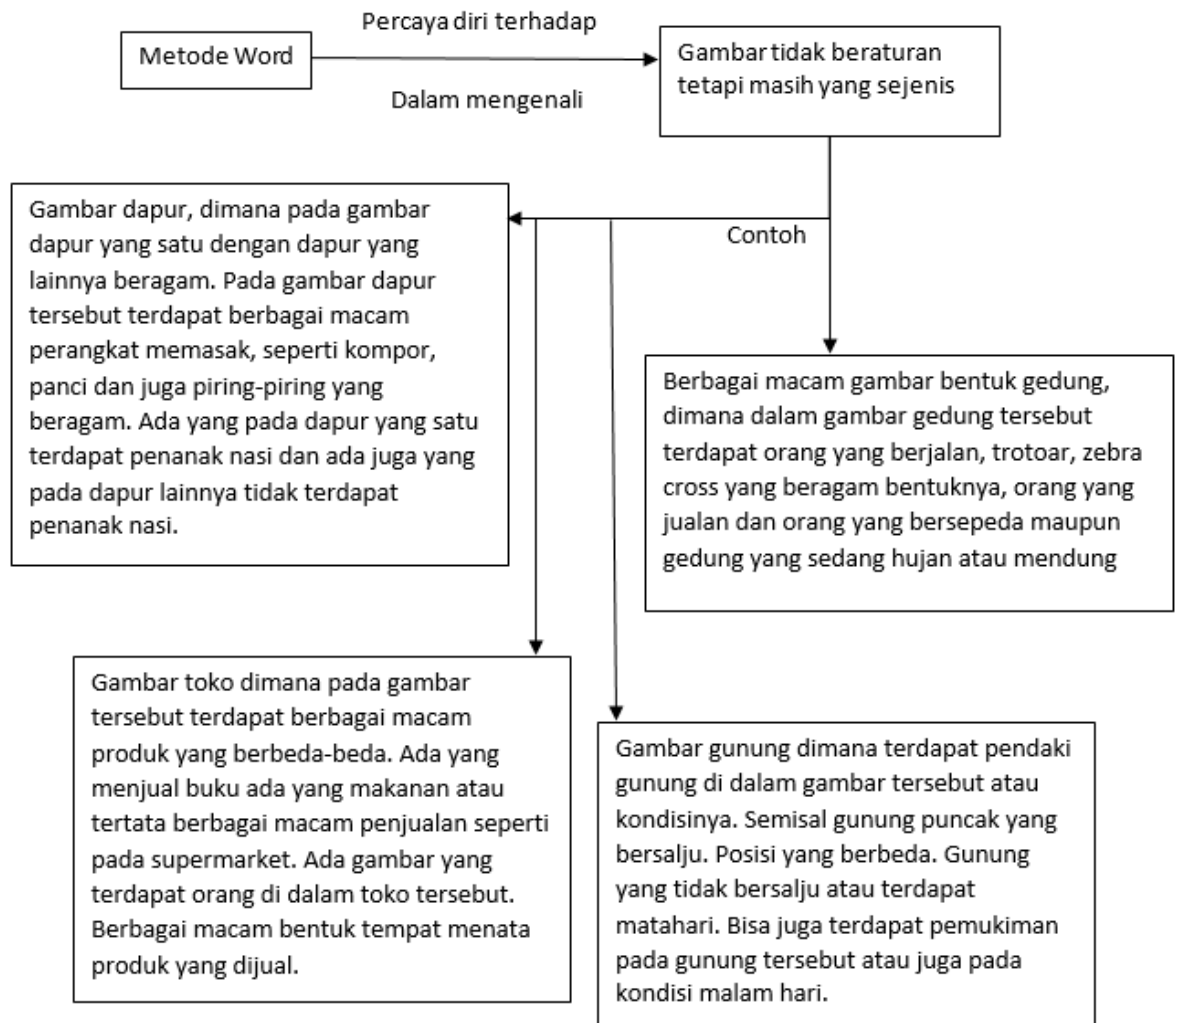 Percaya diri terhadap
Metode Word
Dalam mengenali
Gambar tidak beraturan
tetapi masih yang sejenis
Contoh
Gambar dapur, dimana pada gambar
dapur yang satu dengan dapur yang
lainnya beragam. Pada gambar dapur
tersebut terdapat berbagai macam
perangkat memasak, seperti kompor,
panci dan juga piring-piring yang
beragam. Ada yang pada dapur yang satu
terdapat penanak nasi dan ada juga yang
pada dapur lainnya tidak terdapat
penanak nasi.
Berbagai macam gambar bentuk gedung,
dimana dalam gambar gedung tersebut
terdapat orang yang berjalan, trotoar, zebra
cross yang beragam bentuknya, orang yang
jualan dan orang yang bersepeda maupun
gedung yang sedang hujan atau mendung
Gambar toko dimana pada gambar
tersebut terdapat berbagai macam
produk yang berbeda-beda. Ada yang
menjual buku ada yang makanan atau
tertata berbagai macam penjualan seperti
pada supermarket. Ada gambar yang
terdapat orang di dalam toko tersebut.
Berbagai macam bentuk tempat menata
produk yang dijual.
Gambar gunung dimana terdapat pendaki
gunung di dalam gambar tersebut atau
kondisinya. Semisal gunung puncak yang
bersalju. Posisi yang berbeda. Gunung
yang tidak bersalju atau terdapat
matahari. Bisa juga terdapat pemukiman
pada gunung tersebut atau juga pada
kondisi malam hari.